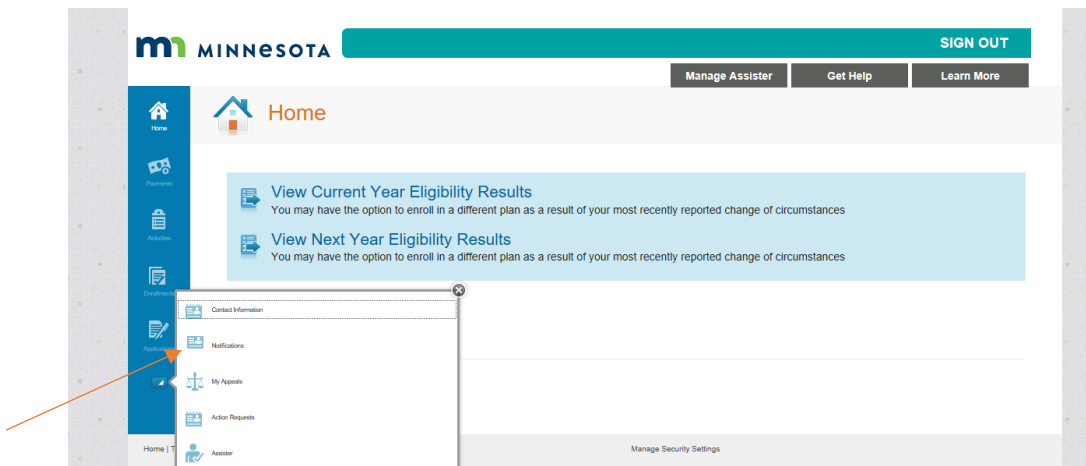 mn MINNESOTA
SIGN OUT
Manage Assister Get Help Learn More
Home
Home
Payments
View Current Year Eligibility Results
You may have the option to enroll in a different plan as a result of your most recently reported change of circumstances
Activities
View Next Year Eligibility Results
You may have the option to enroll in a different plan as a result of your most recently reported change of circumstances
Contact Information
Notifications
My Appeals
Action Requests
Assister
Home | T
Manage Security Settings